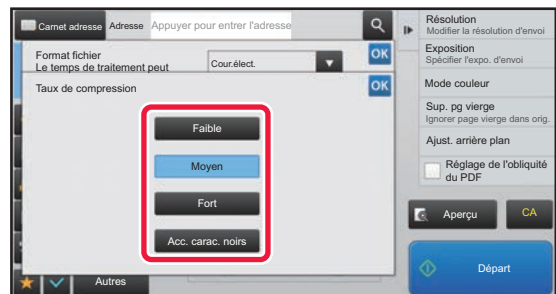 Carnet adresse Adresse Appuyer pour entrer l'adresse
Format fichier
Le temps de traitement peut
Cour.élect.
OK
Taux de compression
OK
Faible
Moyen
Fort
Acc. carac. noirs
Autres
Résolution
Modifier la résolution d'envoi
Exposition
Spécifier l'expo. d'envoi
Mode couleur
Sup. pg vierge
Ignorer page vierge dans orig.
Ajust. arrière plan
Réglage de l'obliquité
du PDF
Aperçu
CA
Départ